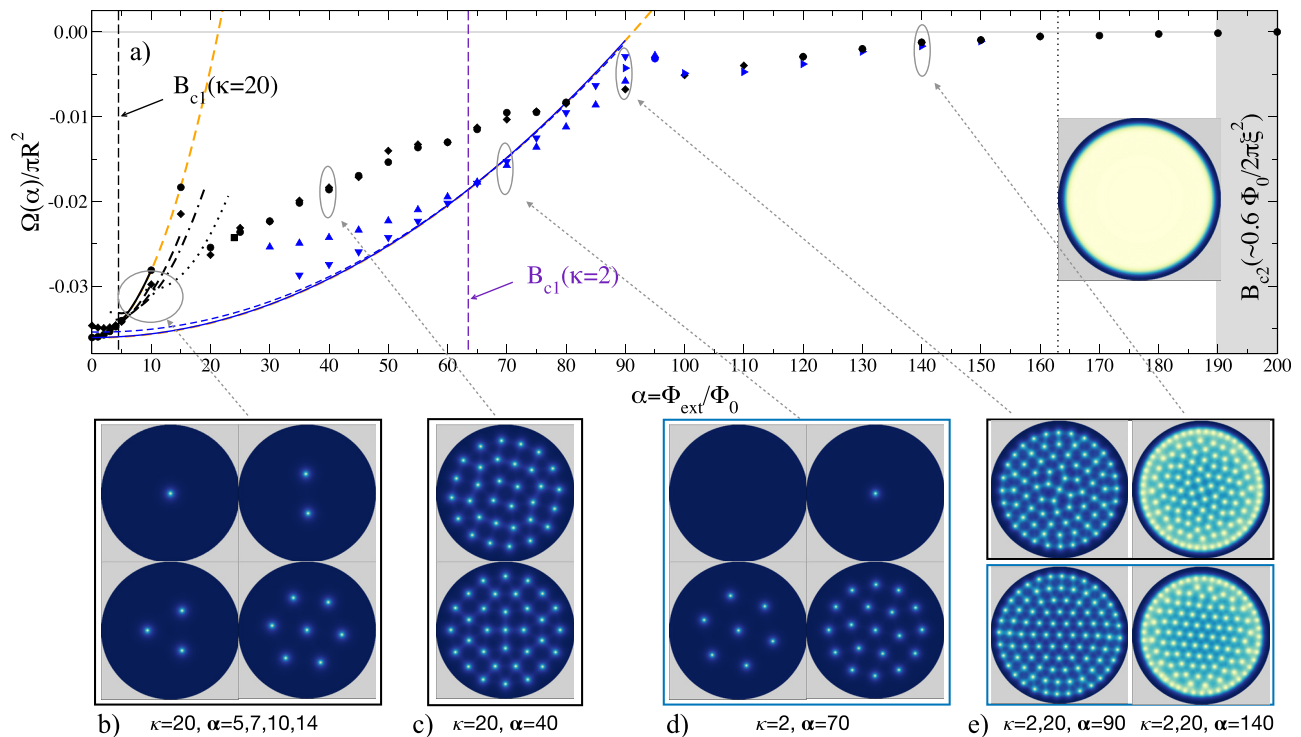 0.00
-0.01
-0.02
-0.03
Ω(α)/πR²
a)
B_c1(κ=20)
B_c1(κ=2)
B_c2(~0.6 Φ_0/2πξ²)
0 10 20 30 40 50 60 70 80 90 100 110 120 130 140 150 160 170 180 190 200
α=Φ_ext/Φ_0
b) κ=20, α=5,7,10,14
c) κ=20, α=40
d) κ=2, α=70
e) κ=2,20, α=90 κ=2,20, α=140